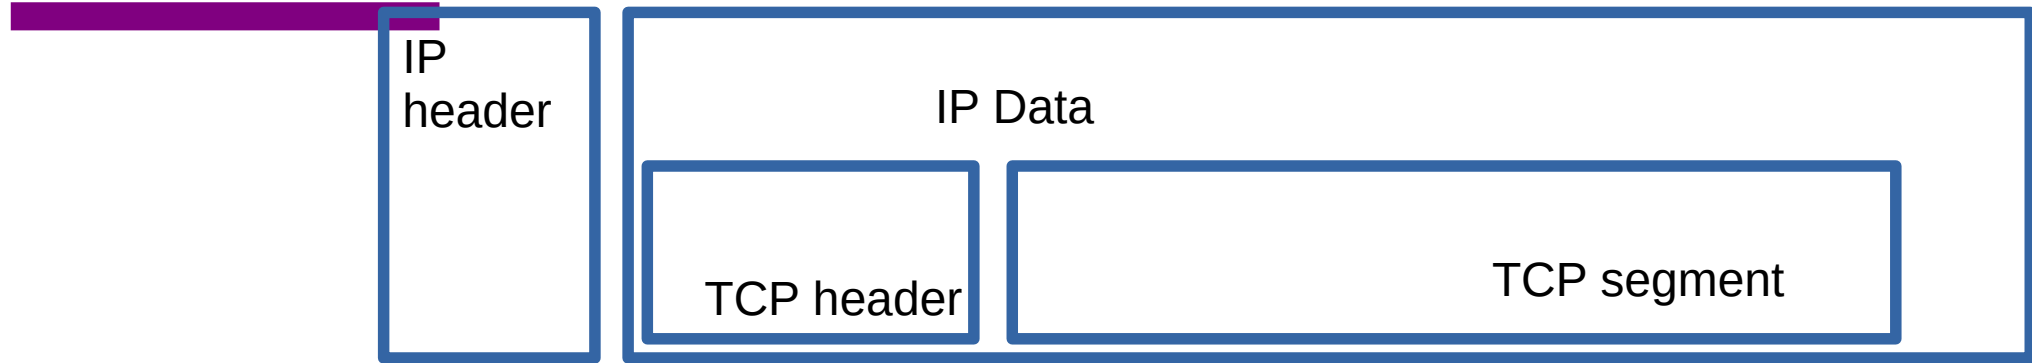 IP
header
IP Data
TCP header
TCP segment